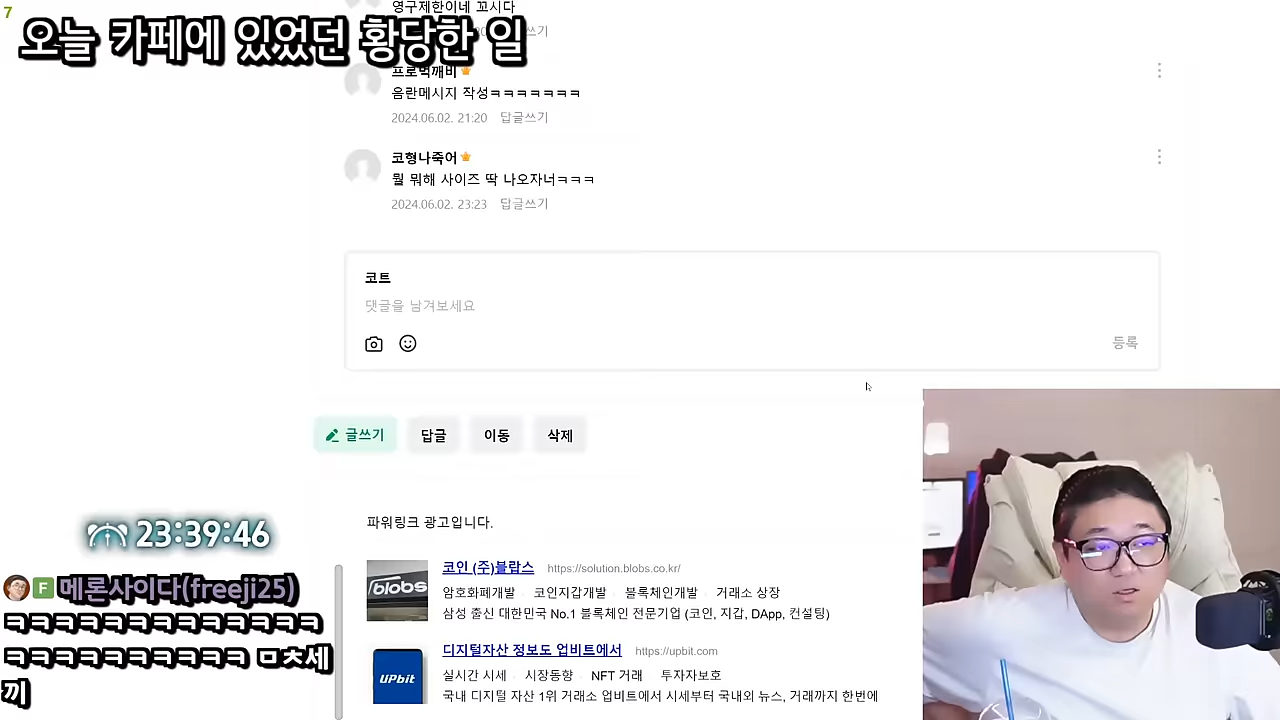 7
영구제한이네 꼬시다
오늘 카페에 있었던 황당한 일
프로먹깨비
음란메시지 작성ㅋㅋㅋㅋㅋㅋㅋ
2024.06.02. 21:20 답글쓰기
코형나죽어
뭘 뭐해 사이즈 딱 나오자너ㅋㅋㅋ
2024.06.02. 23:23 답글쓰기
코트
댓글을 남겨보세요
등록
글쓰기 답글 이동 삭제
파워링크 광고입니다.
23:39:46
코인 (주)블랍스 https://solution.blobs.co.kr/
blobs
암호화폐개발 코인지갑개발 블록체인개발 거래소 상장
삼성 출신 대한민국 No.1 블록체인 전문기업 (코인, 지갑, DApp, 컨설팅)
F 메론사이다(freeji25)
ㅋㅋㅋㅋㅋㅋㅋㅋㅋㅋㅋㅋㅋ
ㅋㅋㅋㅋㅋㅋㅋㅋㅋㅋ ㅁㅊ세
끼
디지털자산 정보도 업비트에서 https://upbit.com
UPbit
실시간 시세 시장동향 NFT 거래 투자자보호
국내 디지털 자산 1위 거래소 업비트에서 시세부터 국내외 뉴스, 거래까지 한번에